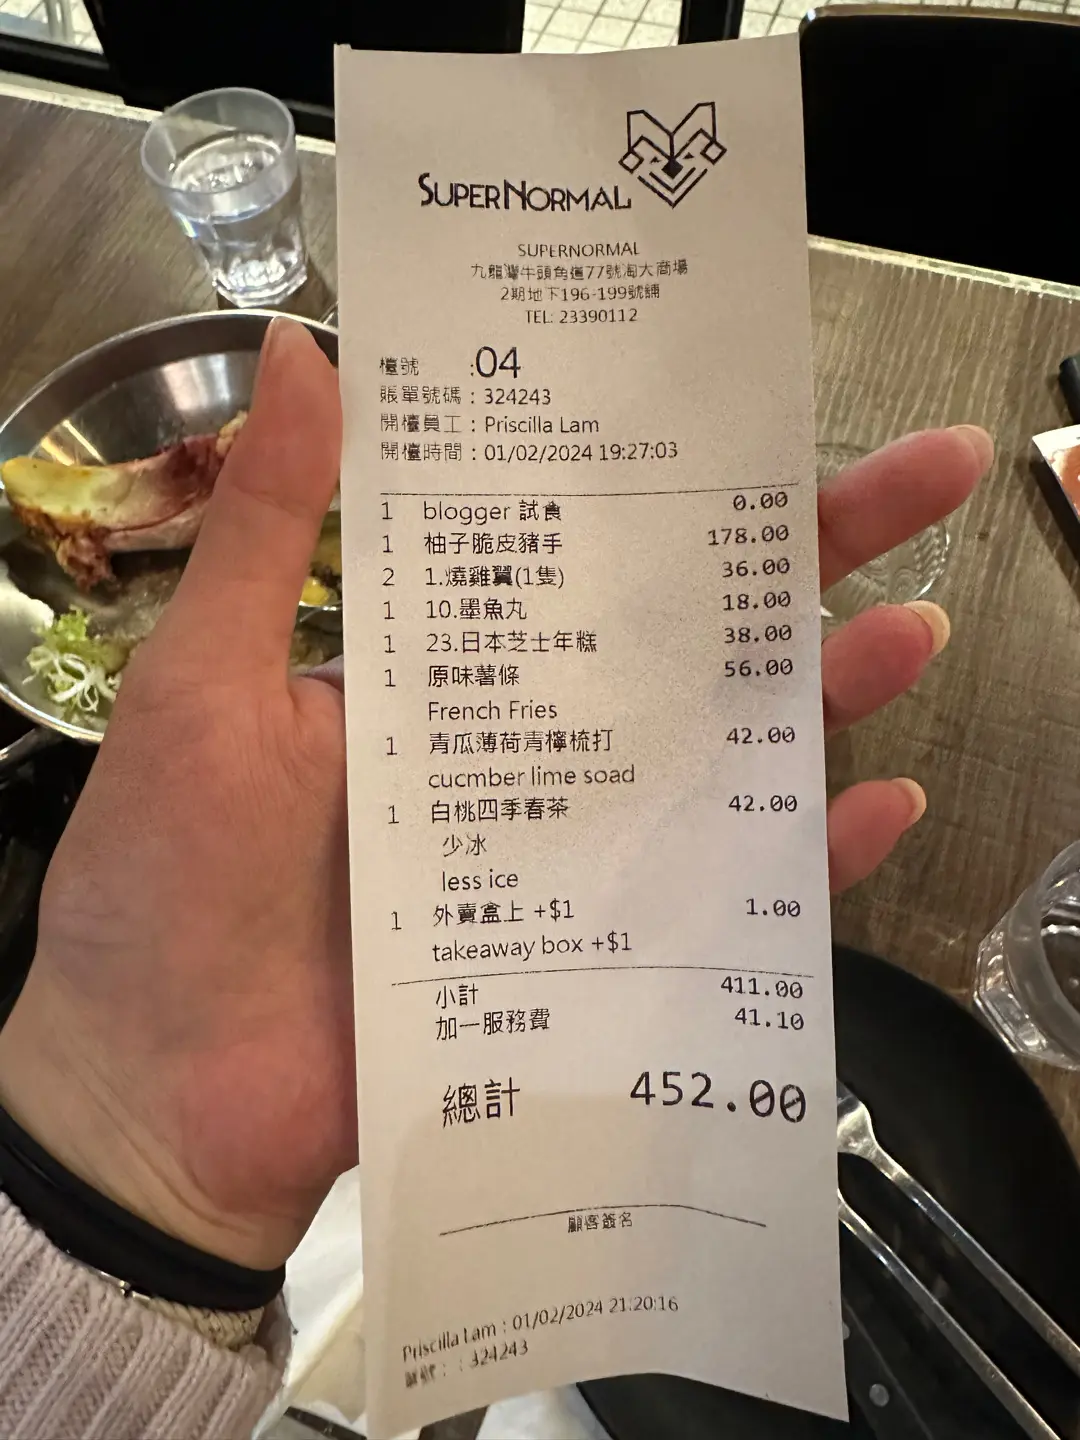 SUPERNORMAL
SUPERNORMAL
九龍灣牛頭角道77號淘大商場
2期地下196-199號舖
TEL: 23390112
檯號 :04
賬單號碼 : 324243
開檯員工 : Priscilla Lam
開檯時間 : 01/02/2024 19:27:03
1 blogger 試食 0.00
1 柚子脆皮豬手 178.00
2 1.燒雞翼(1隻) 36.00
1 10.墨魚丸 18.00
1 23.日本芝士年糕 38.00
1 原味薯條 56.00
French Fries
1 青瓜薄荷青檸梳打 42.00
cucmber lime soad
1 白桃四季春茶 42.00
少冰
less ice
1 外賣盒上 +$1 1.00
takeaway box +$1
小計 411.00
加一服務費 41.10
總計 452.00
顧客簽名
Priscilla Lam : 01/02/2024 21:20:16
單號 : : 324243